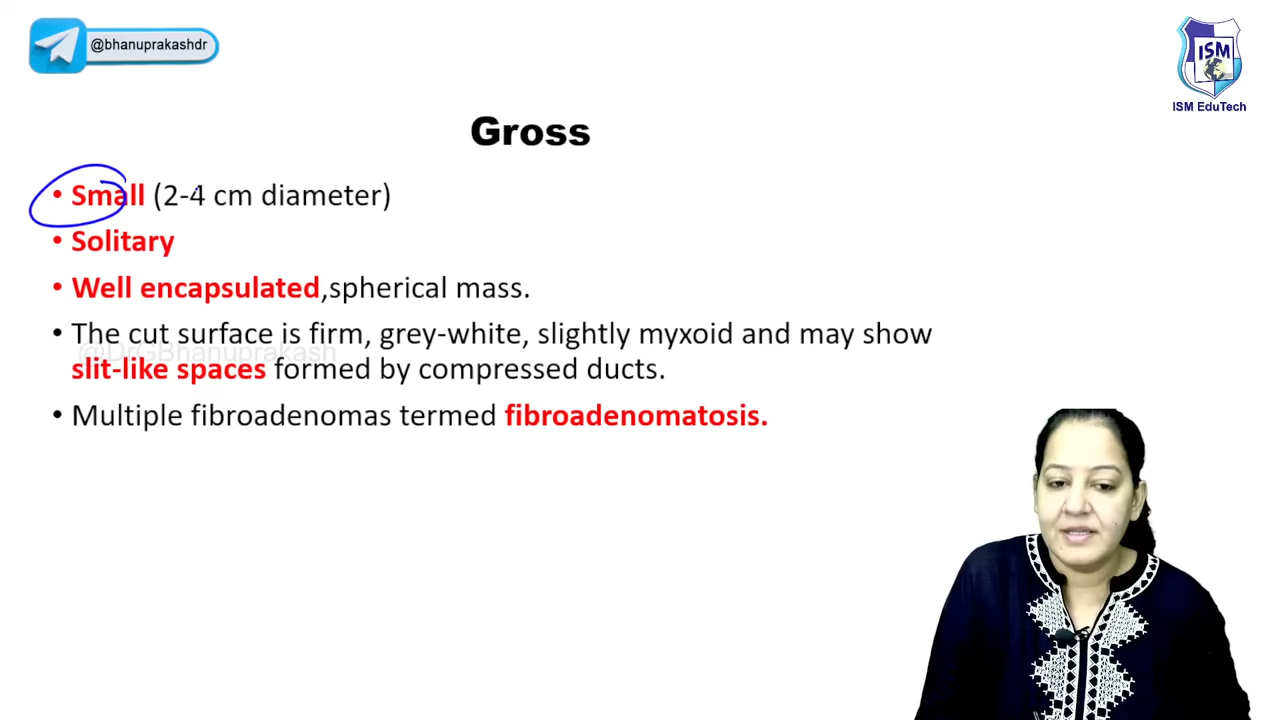 @bhanuprakashdr
ISM
ISM EduTech
Gross
• Small (2-4 cm diameter)
• Solitary
• Well encapsulated,spherical mass.
• The cut surface is firm, grey-white, slightly myxoid and may show
@DrGBhanuprakash
slit-like spaces formed by compressed ducts.
• Multiple fibroadenomas termed fibroadenomatosis.